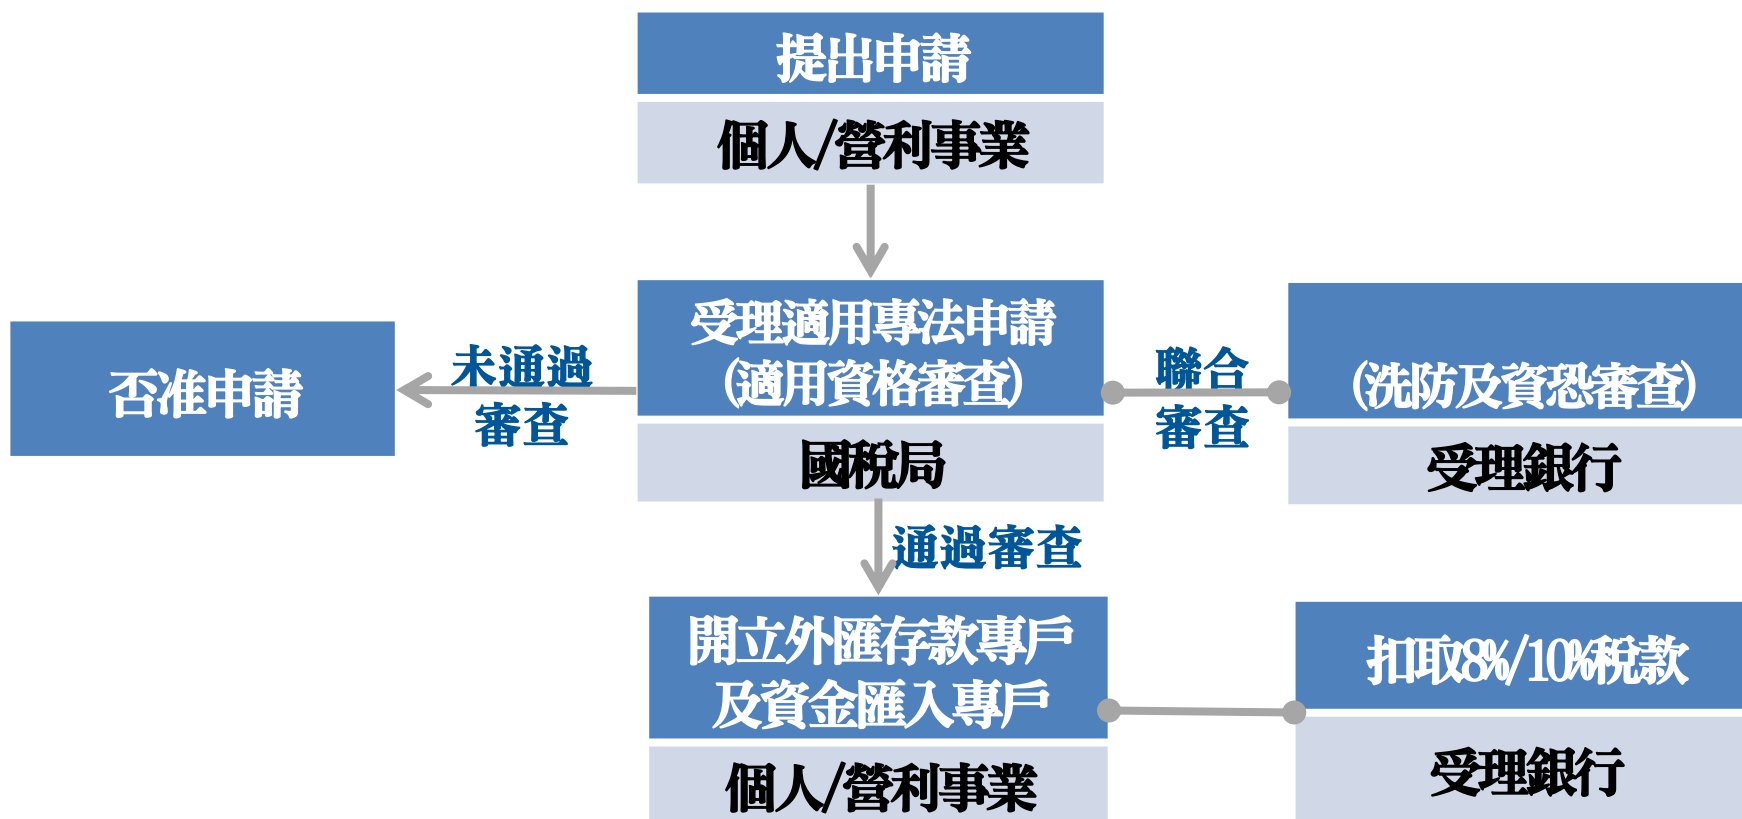 提出申請
個人/營利事業
受理適用專法申請
(適用資格審查)
國稅局
未通過
審查
否准申請
聯合
審查
(洗防及資恐審查)
受理銀行
通過審查
開立外匯存款專戶
及資金匯入專戶
個人/營利事業
扣取8%/10%稅款
受理銀行